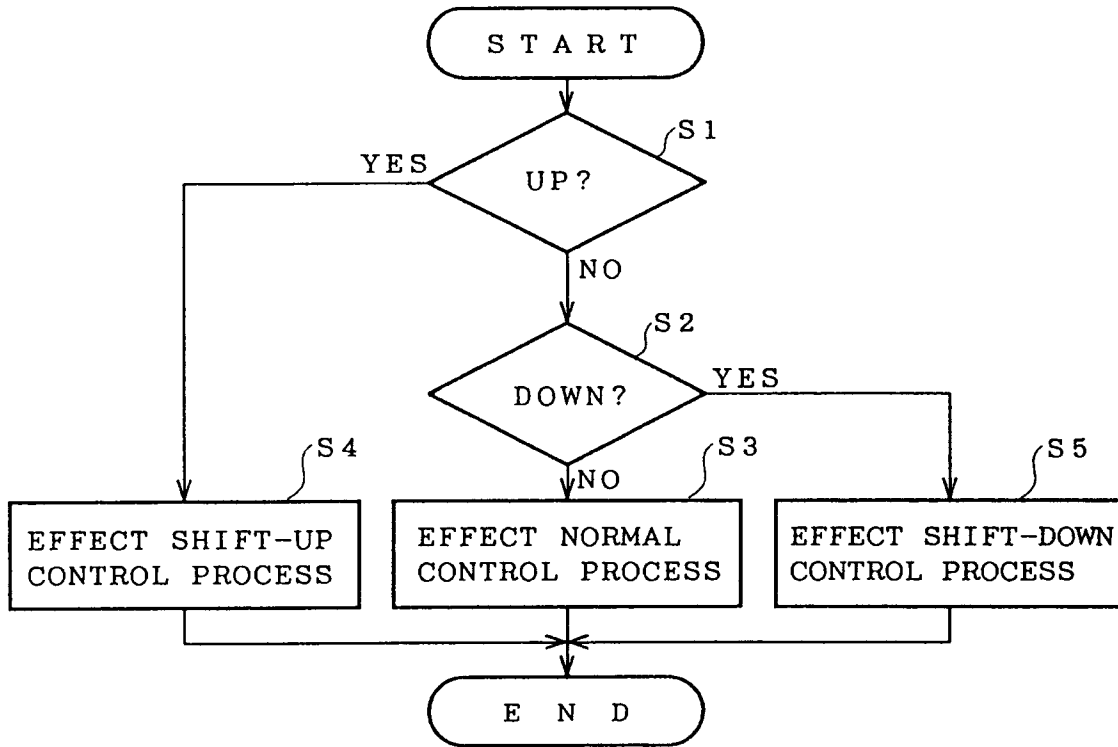 START
S1
YES
UP?
NO
S2
YES
DOWN?
NO
S4
S3
S5
EFFECT SHIFT-UP
CONTROL PROCESS
EFFECT NORMAL
CONTROL PROCESS
EFFECT SHIFT-DOWN
CONTROL PROCESS
END